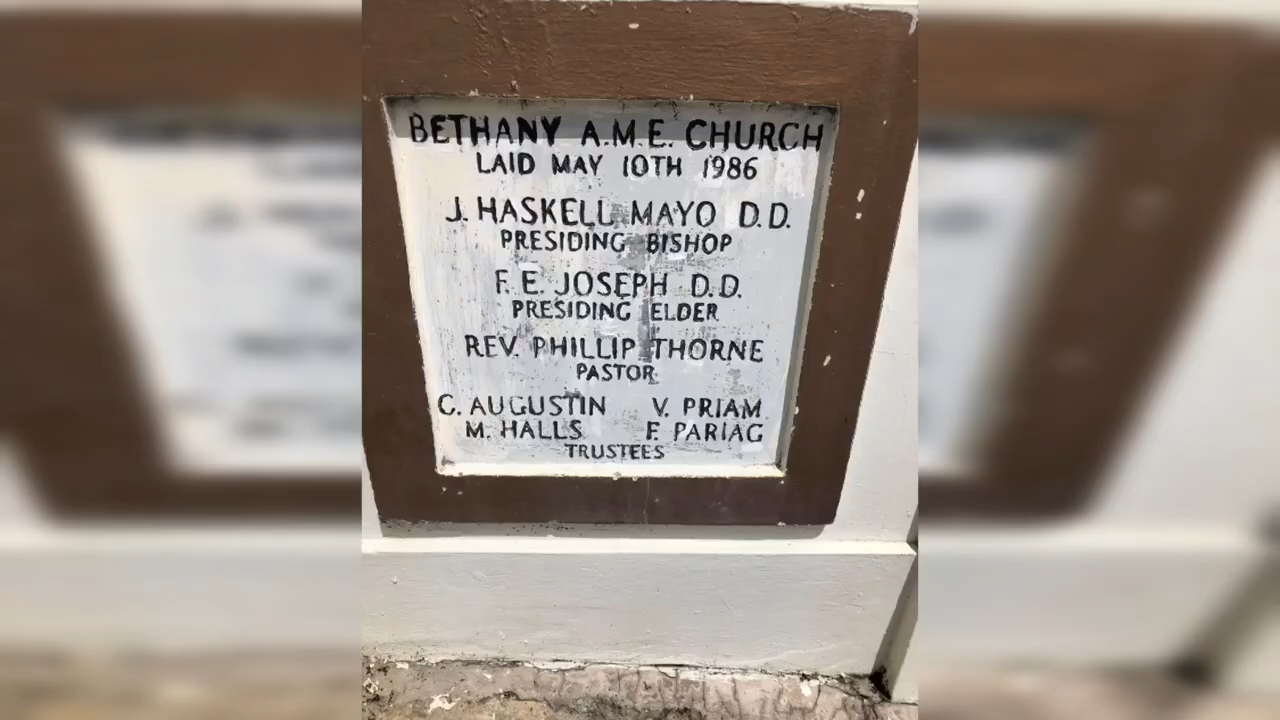 BETHANY A.M.E. CHURCH
LAID MAY 10TH 1986
J. HASKELL MAYO D.D.
PRESIDING BISHOP
F. E. JOSEPH D.D.
PRESIDING ELDER
REV. PHILLIP THORNE
PASTOR
C. AUGUSTIN V. PRIAM
M. HALLS F. PARIAG
TRUSTEES